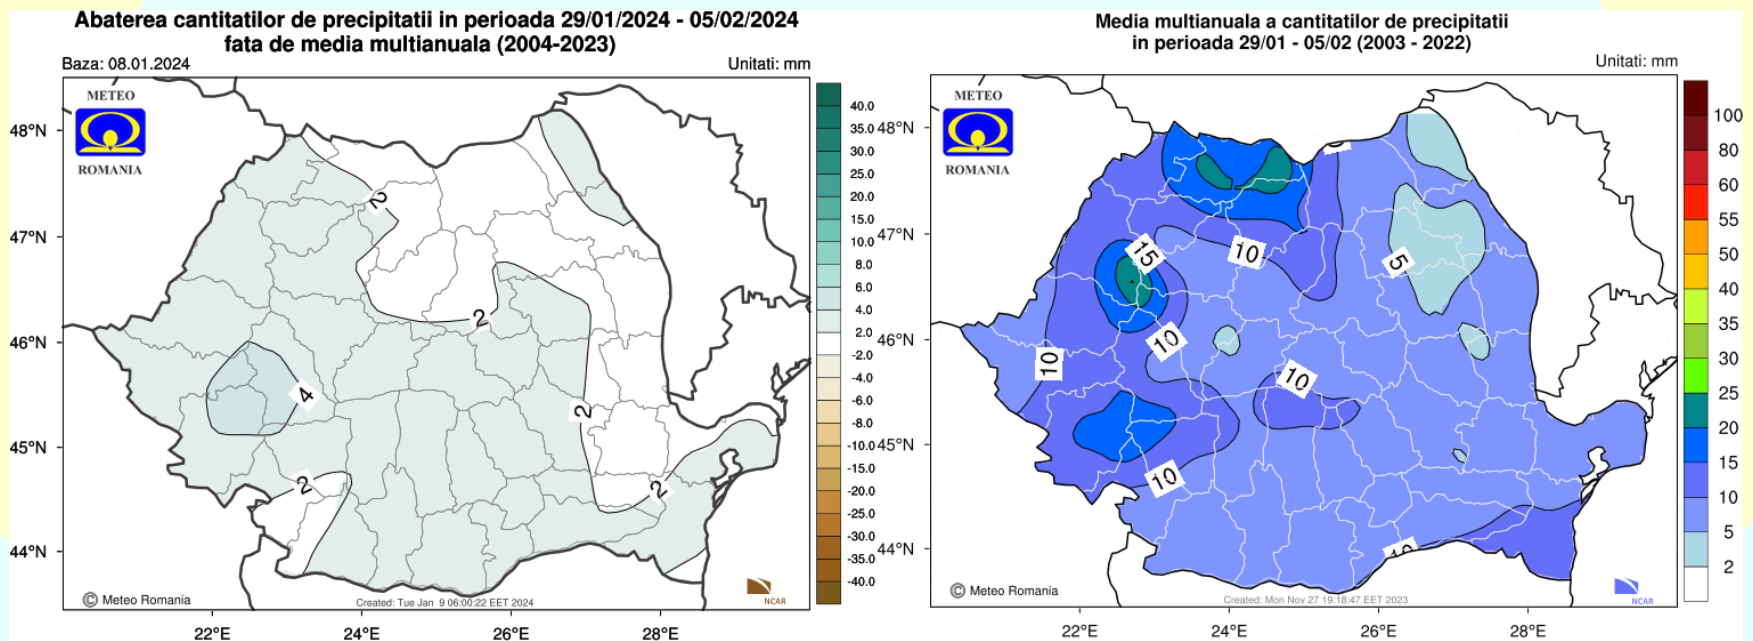 Abaterea cantitatilor de precipitatii in perioada 29/01/2024 - 05/02/2024
fata de media multianuala (2004-2023)
Baza: 08.01.2024
Unitati: mm
METEO
ROMANIA
48°N
47°N
46°N
45°N
44°N
22°E
24°E
26°E
28°E
2
2
4
2
2
2
© Meteo Romania
Created: Tue Jan 9 06:00:22 EET 2024
NCAR
40.0
35.0
30.0
25.0
20.0
15.0
10.0
8.0
6.0
4.0
2.0
-2.0
-4.0
-6.0
-8.0
-10.0
-15.0
-20.0
-25.0
-30.0
-35.0
-40.0
Media multianuala a cantitatilor de precipitatii
in perioada 29/01 - 05/02 (2003 - 2022)
Unitati: mm
METEO
ROMANIA
48°N
47°N
46°N
45°N
44°N
22°E
24°E
26°E
28°E
15
10
5
10
10
10
10
10
© Meteo Romania
Created: Mon Nov 27 19:18:47 EET 2023
NCAR
100
80
60
55
50
40
35
30
25
20
15
10
5
2